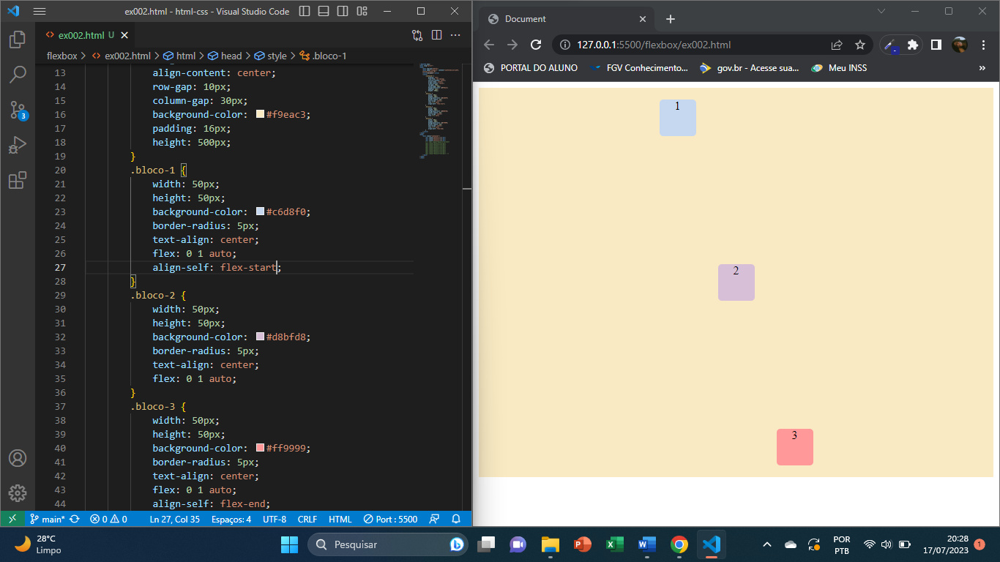 ex002.html - html-css - Visual Studio Code
ex002.html U
flexbox > ex002.html > html > head > style > .bloco-1
13 align-content: center;
14 row-gap: 10px;
15 column-gap: 30px;
16 background-color: #f9eac3;
17 padding: 16px;
18 height: 500px;
19 }
20 .bloco-1 {
21 width: 50px;
22 height: 50px;
23 background-color: #c6d8f0;
24 border-radius: 5px;
25 text-align: center;
26 flex: 0 1 auto;
27 align-self: flex-start;
28 }
29 .bloco-2 {
30 width: 50px;
31 height: 50px;
32 background-color: #d8bfd8;
33 border-radius: 5px;
34 text-align: center;
35 flex: 0 1 auto;
36 }
37 .bloco-3 {
38 width: 50px;
39 height: 50px;
40 background-color: #ff9999;
41 border-radius: 5px;
42 text-align: center;
43 flex: 0 1 auto;
44 align-self: flex-end;
3
main* 0 0 Ln 27, Col 35 Espaços: 4 UTF-8 CRLF HTML Port : 5500
Document
127.0.0.1:5500/flexbox/ex002.html
PORTAL DO ALUNO FGV Conhecimento... gov.br - Acesse sua... Meu INSS »
1
2
3
28°C
Limpo
Pesquisar
POR
PTB
20:28
17/07/2023
1